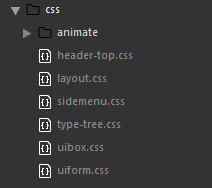 css
animate
header-top.css
layout.css
sidemenu.css
type-tree.css
uibox.css
uiform.css